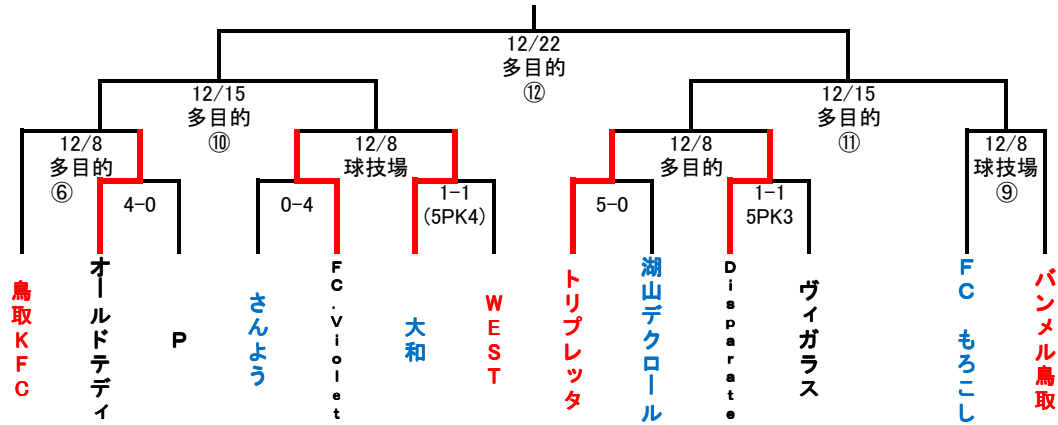 12/22
多目的
⑫
12/15
多目的
⑩
12/15
多目的
⑪
12/8
多目的
⑥
12/8
球技場
12/8
多目的
12/8
球技場
⑨
4-0
0-4
1-1
(5PK4)
5-0
1-1
5PK3
鳥取KFC
オールドテディ
P
さんよう
FC.Violet
大和
WEST
トリプレッタ
湖山デクロール
Disparate
ヴィガラス
FC もろこし
バンメル鳥取